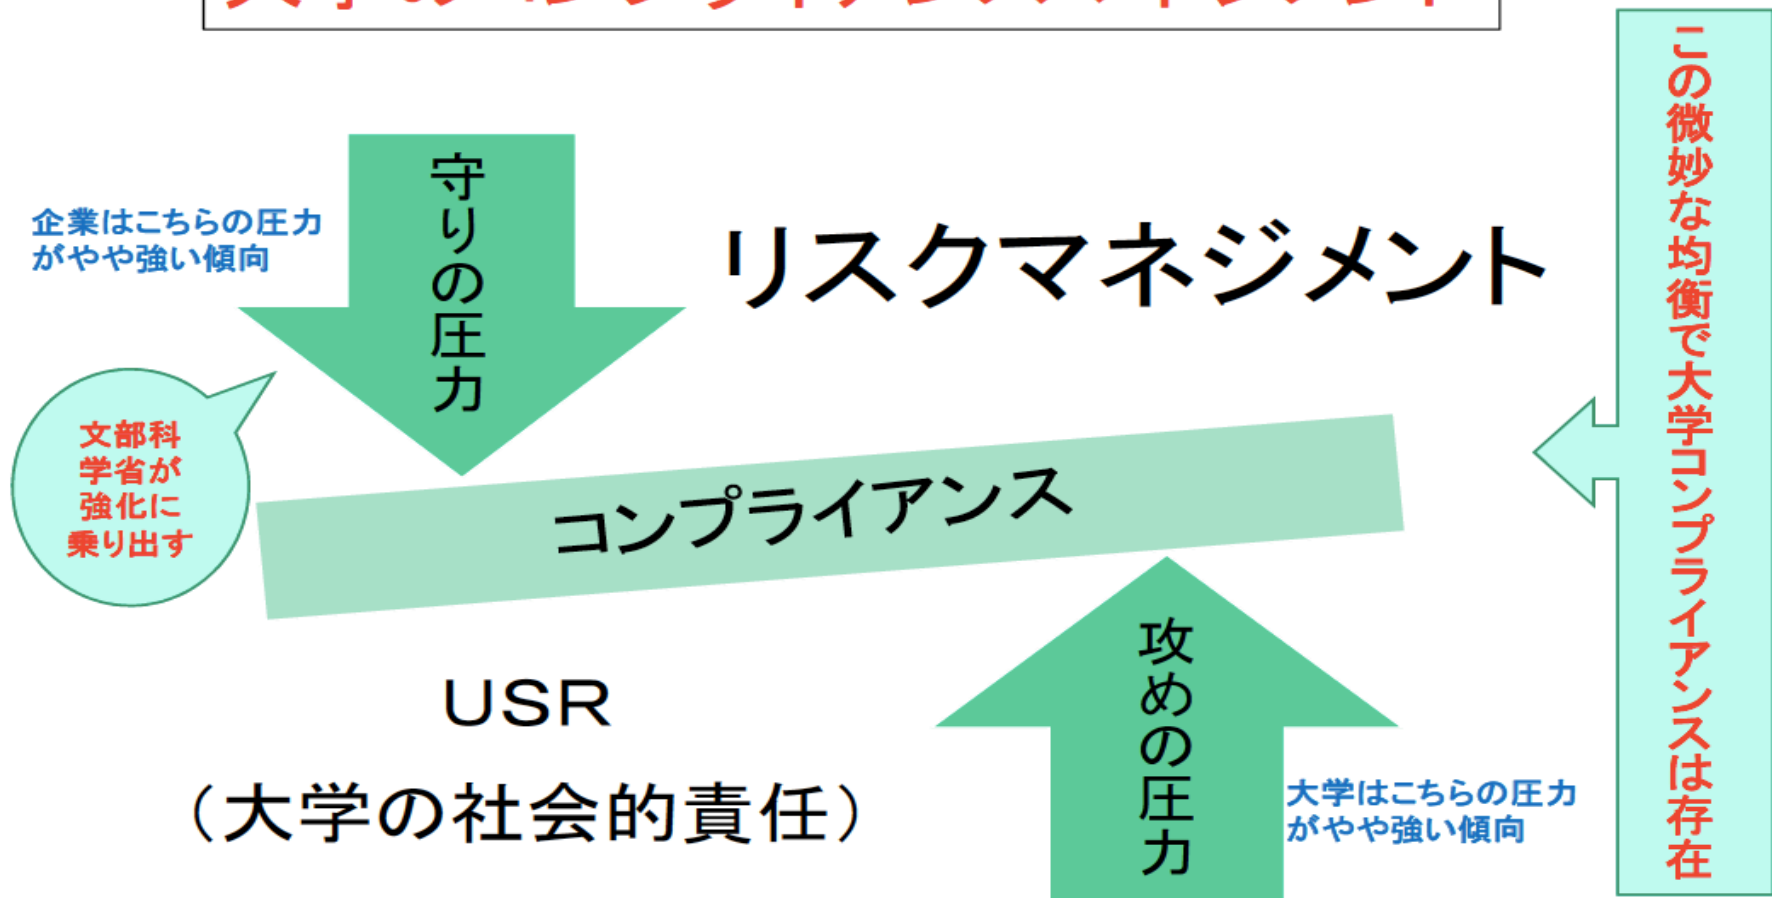 企業はこちらの圧力
がやや強い傾向
守りの圧力
リスクマネジメント
文部科
学省が
強化に
乗り出す
コンプライアンス
USR
（大学の社会的責任）
攻めの圧力
大学はこちらの圧力
がやや強い傾向
この微妙な均衡で大学コンプライアンスは存在